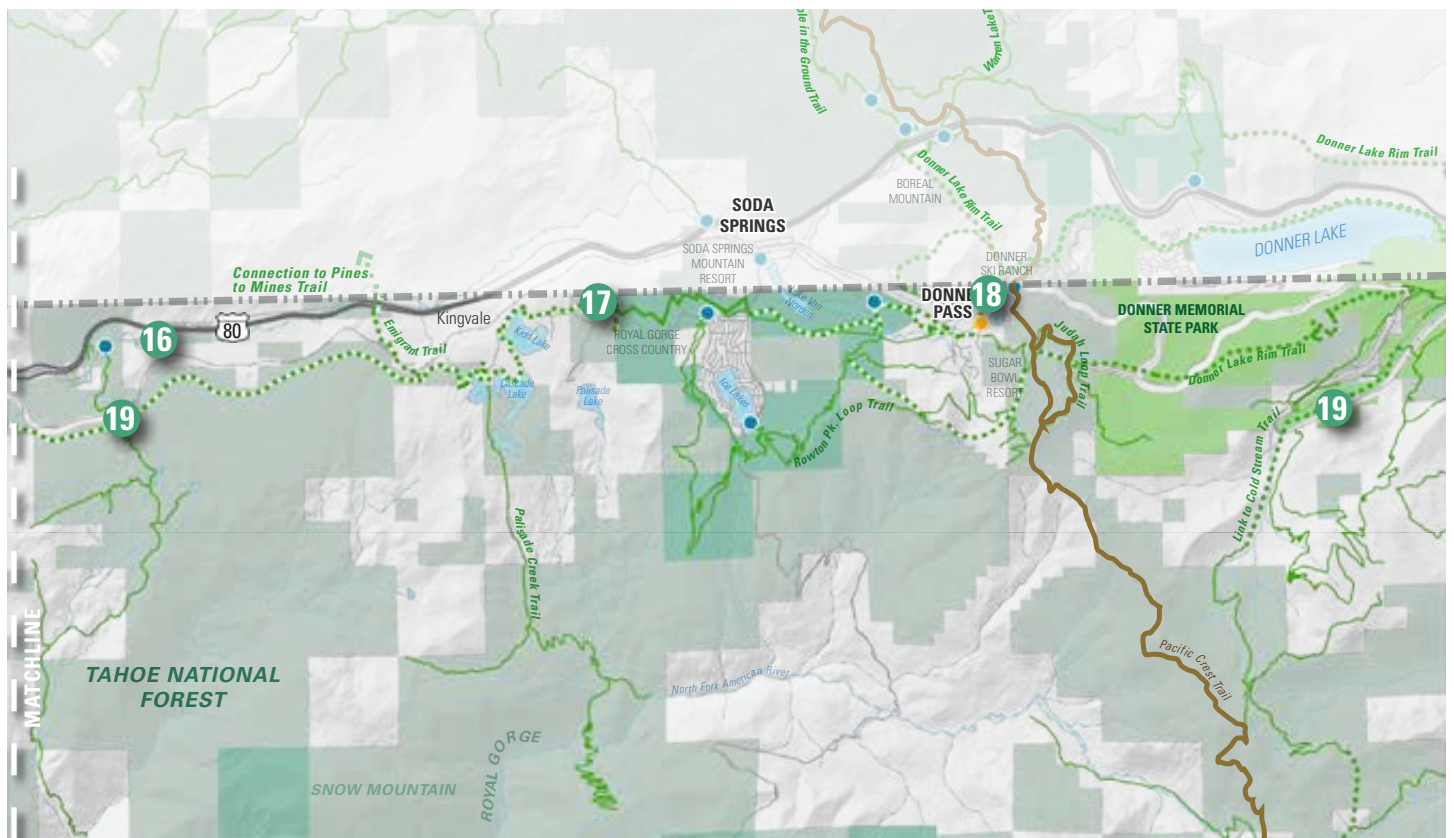 ole in the Ground Trail
Warren Lake T
Donner Lake Rim Trail
Donner Lake Rim Trail
BOREAL
MOUNTAIN
SODA
SPRINGS
SODA SPRINGS
MOUNTAIN
RESORT
DONNER LAKE
DONNER
SKI RANCH
Connection to Pines
to Mines Trail
80
Kingvale
16
17
18
DONNE
PASS
Lake Van
Norden
DONNER MEMORIAL
STATE PARK
Emigrant Trail
Kidd Lake
ROYAL GORGE
CROSS COUNTRY
Judah Loop Trail
SUGAR
BOWL
RESORT
Donner Lake Rim Trail
Cascade
Lake
Palisade
Lake
Ice Lakes
19
19
Rowton Pk. Loop Trail
Link to Cold Stream Trail
Palisade Creek Trail
Pacific Crest Trail
North Fork American River
TAHOE NATIONAL
FOREST
MATCHLINE
SNOW MOUNTAIN
ROYAL GORGE